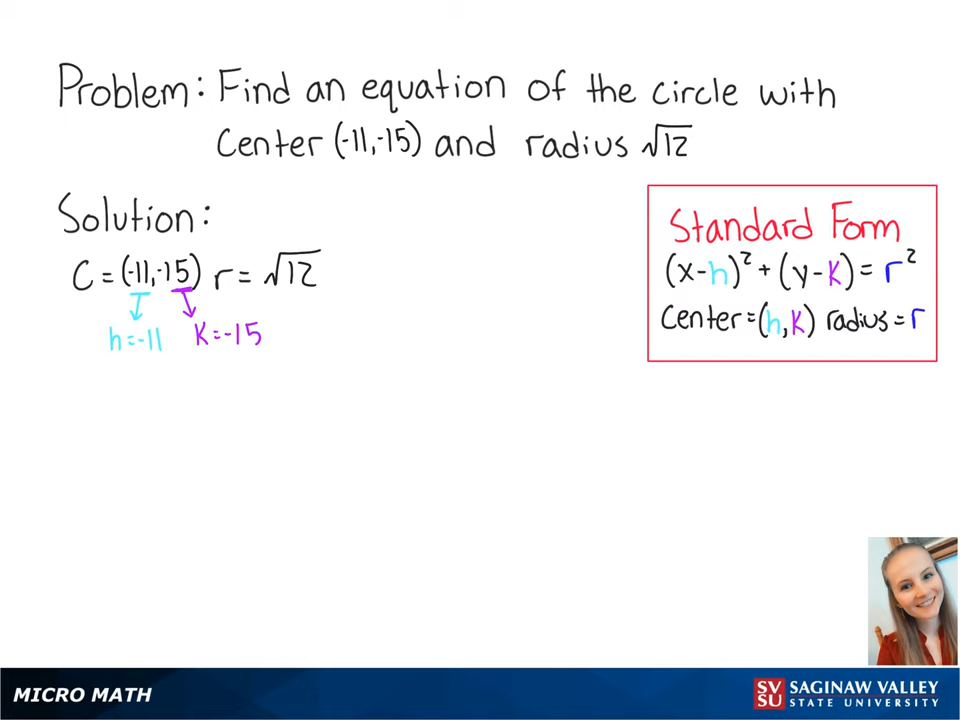 Problem: Find an equation of the circle with
center (-11,-15) and radius √12
Solution:
C = (-11,-15) r = √12
h=-11 K=-15
Standard Form
(x-h)² + (y-K) = r²
center=(h,K) radius=r
MICRO MATH
SV
SU
SAGINAW VALLEY
STATE UNIVERSITY